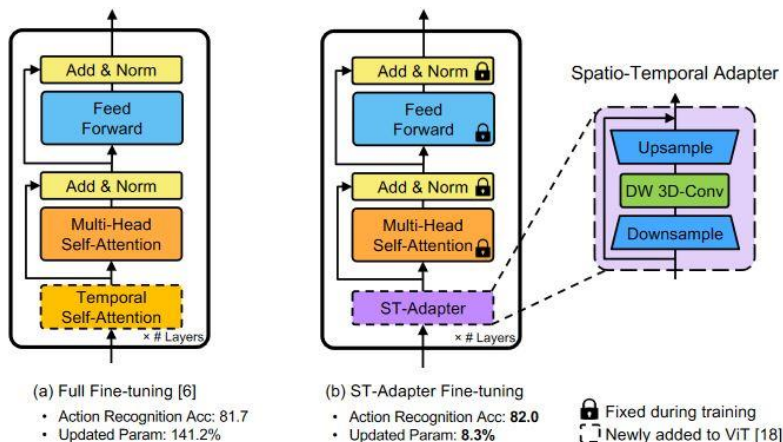 Add & Norm
Feed
Forward
Add & Norm
Multi-Head
Self-Attention
Temporal
Self-Attention
× # Layers
(a) Full Fine-tuning [6]
• Action Recognition Acc: 81.7
• Updated Param: 141.2%
Add & Norm
Feed
Forward
Add & Norm
Multi-Head
Self-Attention
ST-Adapter
× # Layers
(b) ST-Adapter Fine-tuning
• Action Recognition Acc: 82.0
• Updated Param: 8.3%
Spatio-Temporal Adapter
Upsample
DW 3D-Conv
Downsample
Fixed during training
Newly added to ViT [18]